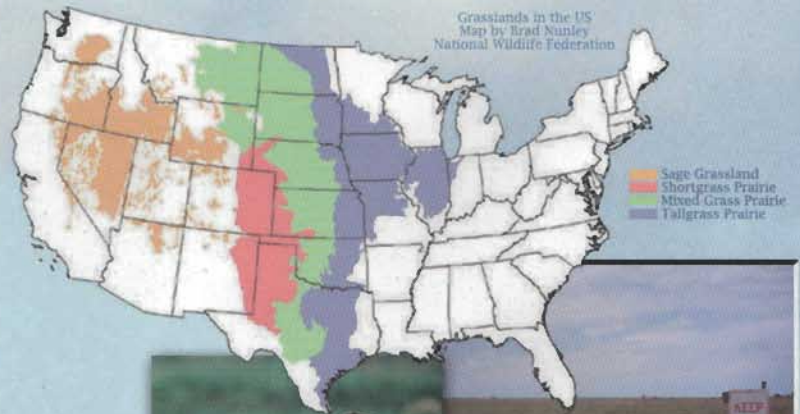 Grasslands in the US
Map by Brad Nunley
National Wildlife Federation
Sage Grassland
Shortgrass Prairie
Mixed Grass Prairie
Tallgrass Prairie